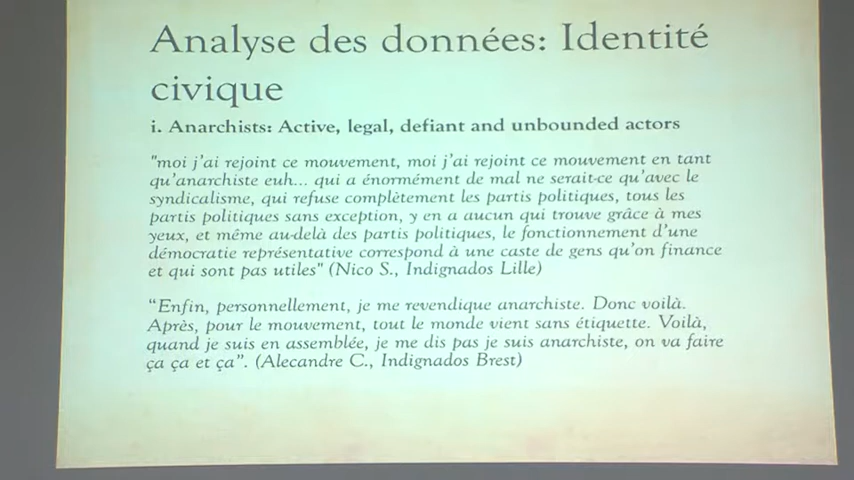 Analyse des données: Identité
civique
i. Anarchists: Active, legal, defiant and unbounded actors
"moi j'ai rejoint ce mouvement, moi j'ai rejoint ce mouvement en tant
qu'anarchiste euh... qui a énormément de mal ne serait-ce qu'avec le
syndicalisme, qui refuse complètement les partis politiques, tous les
partis politiques sans exception, y en a aucun qui trouve grâce à mes
yeux, et même au-delà des partis politiques, le fonctionnement d'une
démocratie représentative correspond à une caste de gens qu'on finance
et qui sont pas utiles" (Nico S., Indignados Lille)
“Enfin, personnellement, je me revendique anarchiste. Donc voilà.
Après, pour le mouvement, tout le monde vient sans étiquette. Voilà,
quand je suis en assemblée, je me dis pas je suis anarchiste, on va faire
ça ça et ça”. (Alecandre C., Indignados Brest)